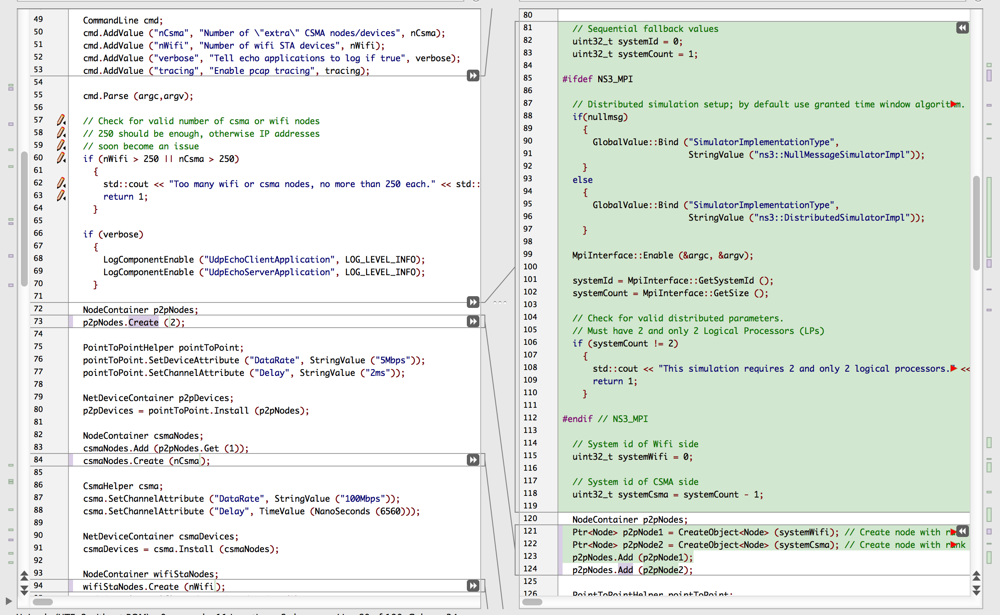 49 CommandLine cmd;
50 cmd.AddValue ("nCsma", "Number of \"extra\" CSMA nodes/devices", nCsma);
51 cmd.AddValue ("nWifi", "Number of wifi STA devices", nWifi);
52 cmd.AddValue ("verbose", "Tell echo applications to log if true", verbose);
53 cmd.AddValue ("tracing", "Enable pcap tracing", tracing);
54
55 cmd.Parse (argc,argv);
56
57 // Check for valid number of csma or wifi nodes
58 // 250 should be enough, otherwise IP addresses
59 // soon become an issue
60 if (nWifi > 250 || nCsma > 250)
61 {
62 std::cout << "Too many wifi or csma nodes, no more than 250 each." << std::
63 return 1;
64 }
65
66 if (verbose)
67 {
68 LogComponentEnable ("UdpEchoClientApplication", LOG_LEVEL_INFO);
69 LogComponentEnable ("UdpEchoServerApplication", LOG_LEVEL_INFO);
70 }
71
72 NodeContainer p2pNodes;
73 p2pNodes.Create (2);
74
75 PointToPointHelper pointToPoint;
76 pointToPoint.SetDeviceAttribute ("DataRate", StringValue ("5Mbps"));
77 pointToPoint.SetChannelAttribute ("Delay", StringValue ("2ms"));
78
79 NetDeviceContainer p2pDevices;
80 p2pDevices = pointToPoint.Install (p2pNodes);
81
82 NodeContainer csmaNodes;
83 csmaNodes.Add (p2pNodes.Get (1));
84 csmaNodes.Create (nCsma);
85
86 CsmaHelper csma;
87 csma.SetChannelAttribute ("DataRate", StringValue ("100Mbps"));
88 csma.SetChannelAttribute ("Delay", TimeValue (NanoSeconds (6560)));
89
90 NetDeviceContainer csmaDevices;
91 csmaDevices = csma.Install (csmaNodes);
92
93 NodeContainer wifiStaNodes;
94 wifiStaNodes.Create (nWifi);
80
81 // Sequential fallback values
82 uint32_t systemId = 0;
83 uint32_t systemCount = 1;
84
85 #ifdef NS3_MPI
86
87 // Distributed simulation setup; by default use granted time window algorithm.
88 if(nullmsg)
89 {
90 GlobalValue::Bind ("SimulatorImplementationType",
91 StringValue ("ns3::NullMessageSimulatorImpl"));
92 }
93 else
94 {
95 GlobalValue::Bind ("SimulatorImplementationType",
96 StringValue ("ns3::DistributedSimulatorImpl"));
97 }
98
99 MpiInterface::Enable (&argc, &argv);
100
101 systemId = MpiInterface::GetSystemId ();
102 systemCount = MpiInterface::GetSize ();
103
104 // Check for valid distributed parameters.
105 // Must have 2 and only 2 Logical Processors (LPs)
106 if (systemCount != 2)
107 {
108 std::cout << "This simulation requires 2 and only 2 logical processors." <<
109 return 1;
110 }
111
112 #endif // NS3_MPI
113
114 // System id of Wifi side
115 uint32_t systemWifi = 0;
116
117 // System id of CSMA side
118 uint32_t systemCsma = systemCount - 1;
119
120 NodeContainer p2pNodes;
121 Ptr<Node> p2pNode1 = CreateObject<Node> (systemWifi); // Create node with
122 Ptr<Node> p2pNode2 = CreateObject<Node> (systemCsma); // Create node with rank
123 p2pNodes.Add (p2pNode1);
124 p2pNodes.Add (p2pNode2);
125
126 PointToPointHelper pointToPoint;